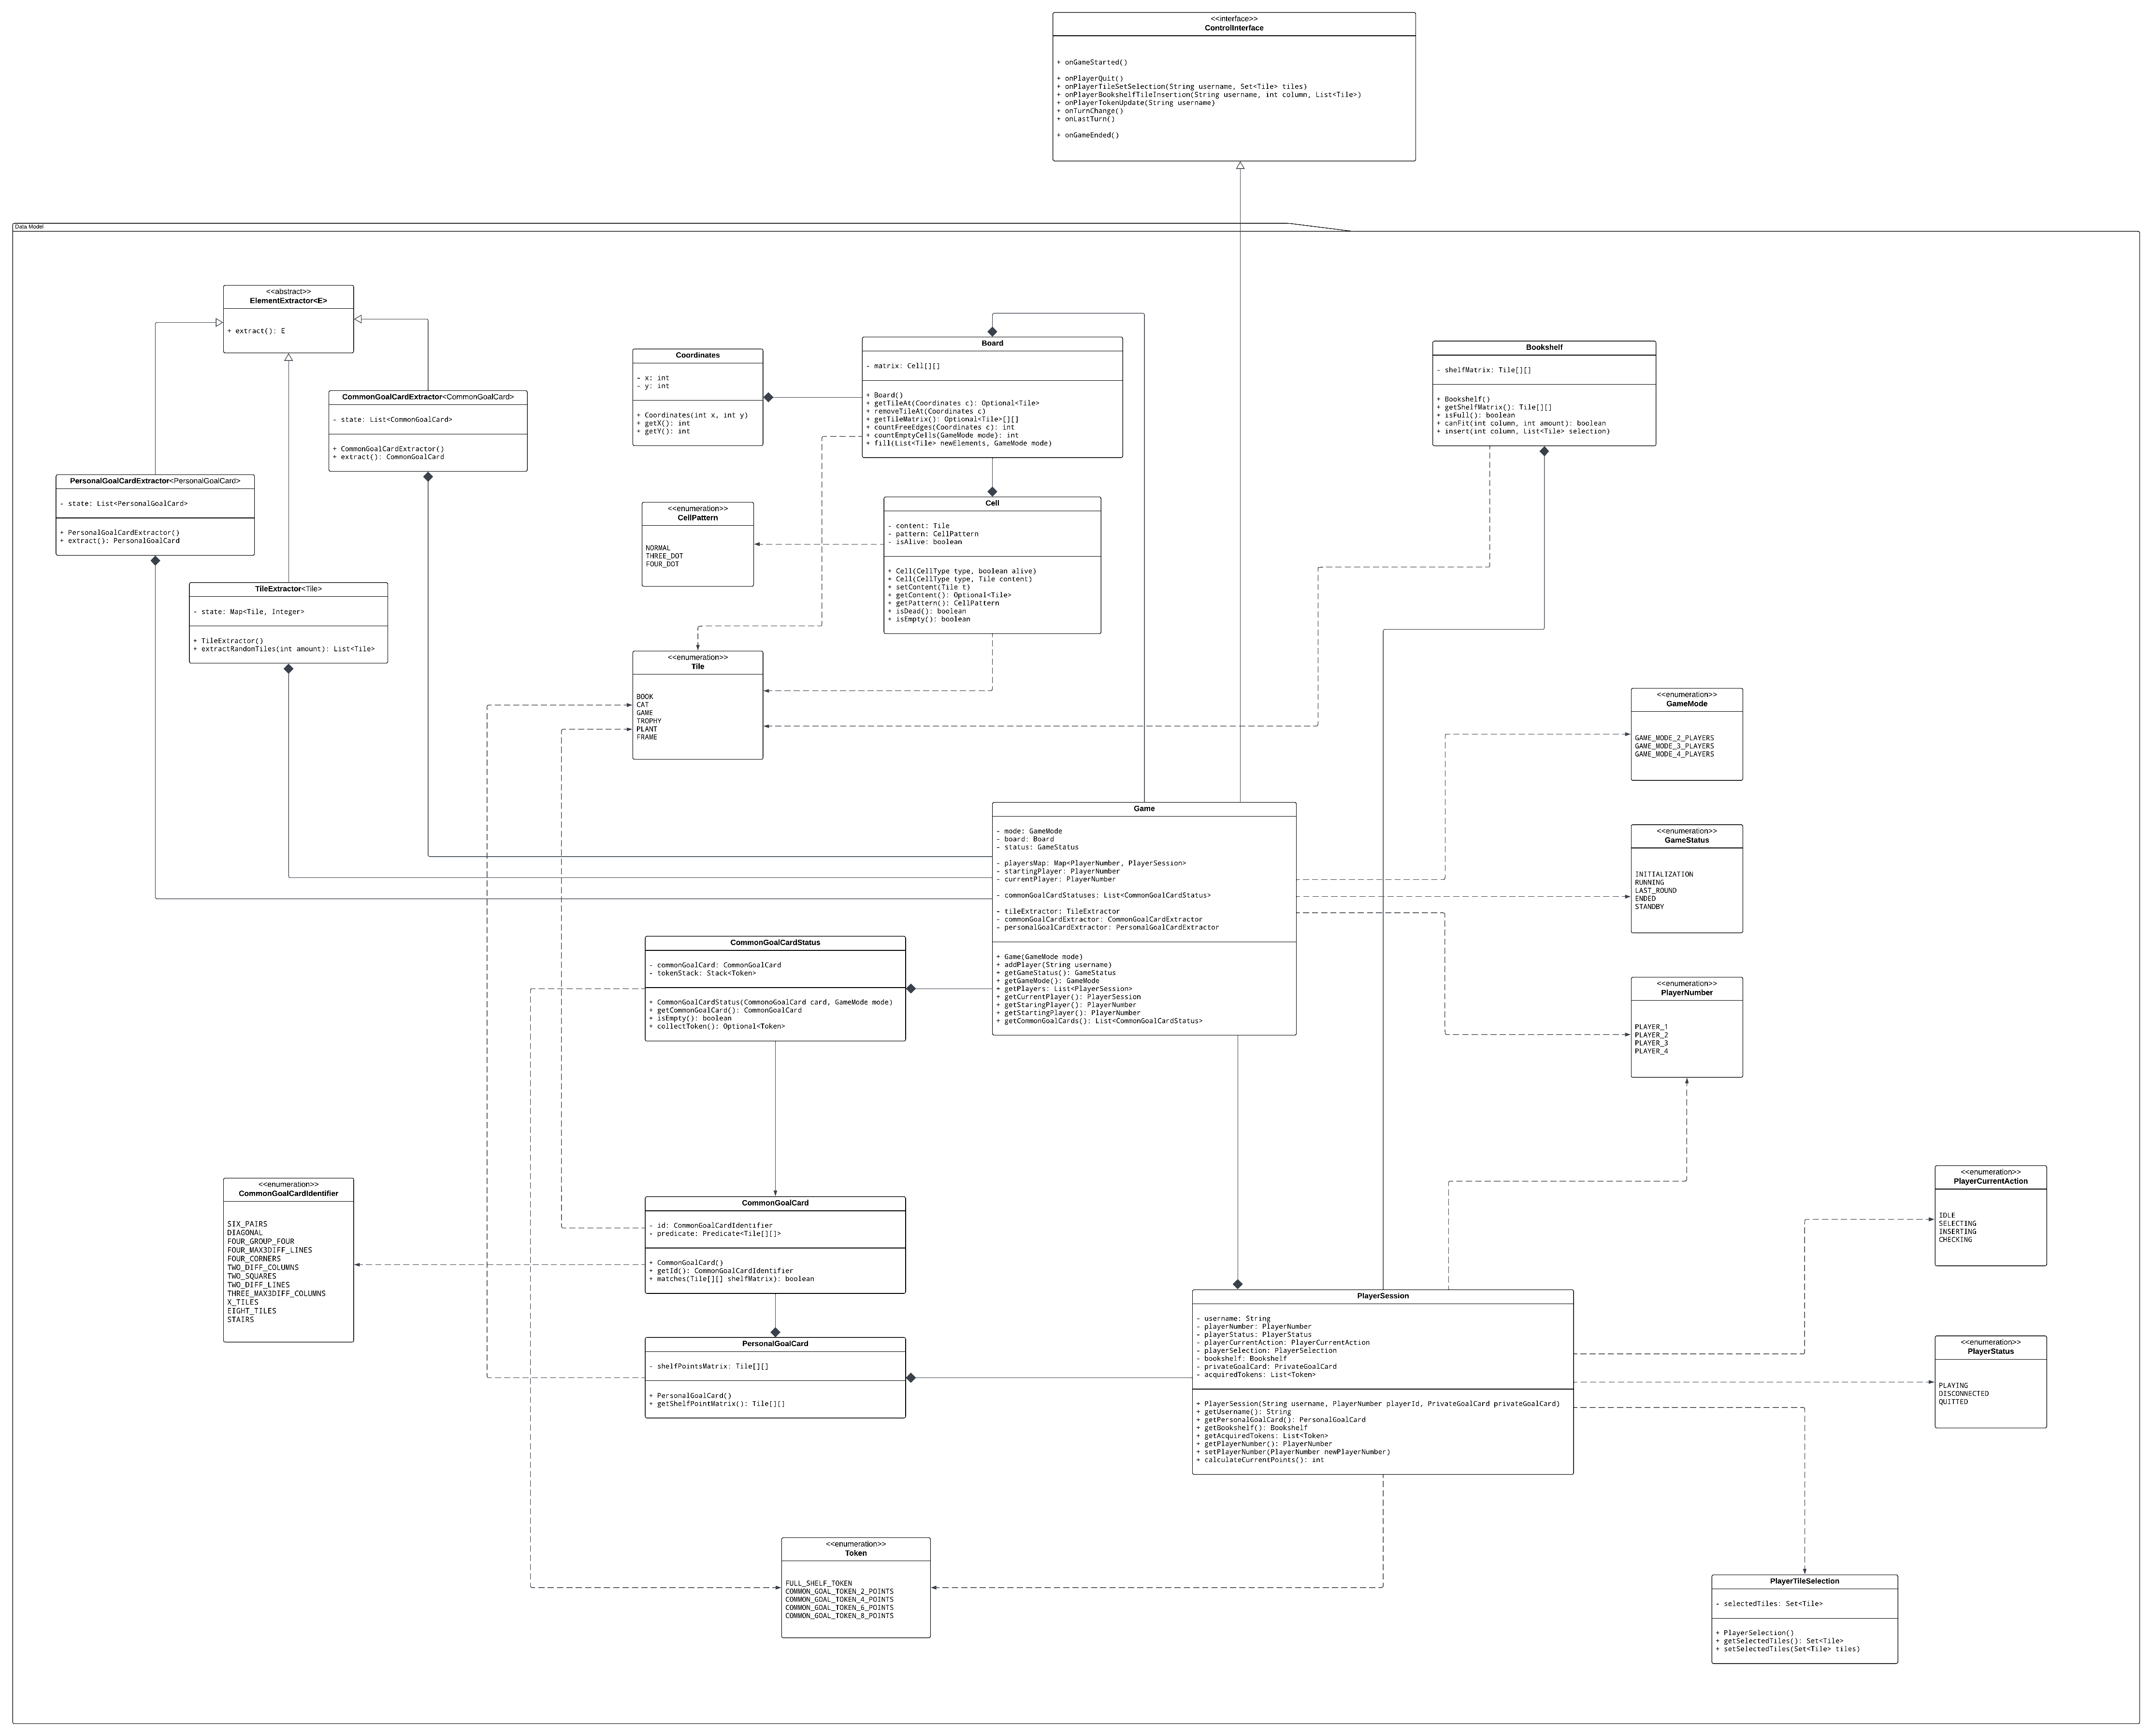 <<interface>>
ControlInterface
+ onGameStarted()
+ onPlayerQuit()
+ onPlayerTileSetSelection(String username, Set<Tile> tiles)
+ onPlayerBookshelfTileInsertion(String username, int column, List<Tile>)
+ onPlayerTokenUpdate(String username)
+ onTurnChange()
+ onLastTurn()
+ onGameEnded()
Data Model
<<abstract>>
ElementExtractor<E>
+ extract(): E
CommonGoalCardExtractor<CommonGoalCard>
- state: List<CommonGoalCard>
+ CommonGoalCardExtractor()
+ extract(): CommonGoalCard
PersonalGoalCardExtractor<PersonalGoalCard>
- state: List<PersonalGoalCard>
+ PersonalGoalCardExtractor()
+ extract(): PersonalGoalCard
TileExtractor<Tile>
- state: Map<Tile, Integer>
+ TileExtractor()
+ extractRandomTiles(int amount): List<Tile>
Coordinates
- x: int
- y: int
+ Coordinates(int x, int y)
+ getX(): int
+ getY(): int
Board
- matrix: Cell[][]
+ Board()
+ getTileAt(Coordinates c): Optional<Tile>
+ removeTileAt(Coordinates c)
+ getTileMatrix(): Optional<Tile>[][]
+ countFreeEdges(Coordinates c): int
+ countEmptyCells(GameMode mode): int
+ fill(List<Tile> newElements, GameMode mode)
Bookshelf
- shelfMatrix: Tile[][]
+ Bookshelf()
+ getShelfMatrix(): Tile[][]
+ isFull(): boolean
+ canFit(int column, int amount): boolean
+ insert(int column, List<Tile> selection)
<<enumeration>>
CellPattern
NORMAL
THREE_DOT
FOUR_DOT
Cell
- content: Tile
- pattern: CellPattern
- isAlive: boolean
+ Cell(CellType type, boolean alive)
+ Cell(CellType type, Tile content)
+ setContent(Tile t)
+ getContent(): Optional<Tile>
+ getPattern(): CellPattern
+ isDead(): boolean
+ isEmpty(): boolean
<<enumeration>>
Tile
BOOK
CAT
GAME
TROPHY
PLANT
FRAME
<<enumeration>>
GameMode
GAME_MODE_2_PLAYERS
GAME_MODE_3_PLAYERS
GAME_MODE_4_PLAYERS
Game
- mode: GameMode
- board: Board
- status: GameStatus
- playersMap: Map<PlayerNumber, PlayerSession>
- startingPlayer: PlayerNumber
- currentPlayer: PlayerNumber
- commonGoalCardStatuses: List<CommonGoalCardStatus>
- tileExtractor: TileExtractor
- commonGoalCardExtractor: CommonGoalCardExtractor
- personalGoalCardExtractor: PersonalGoalCardExtractor
+ Game(GameMode mode)
+ addPlayer(String username)
+ getGameStatus(): GameStatus
+ getGameMode(): GameMode
+ getPlayers: List<PlayerSession>
+ getCurrentPlayer(): PlayerSession
+ getStaringPlayer(): PlayerNumber
+ getStartingPlayer(): PlayerNumber
+ getCommonGoalCards(): List<CommonGoalCardStatus>
<<enumeration>>
GameStatus
INITIALIZATION
RUNNING
LAST_ROUND
ENDED
STANDBY
CommonGoalCardStatus
- commonGoalCard: CommonGoalCard
- tokenStack: Stack<Token>
+ CommonGoalCardStatus(CommonoGoalCard card, GameMode mode)
+ getCommonGoalCard(): CommonGoalCard
+ isEmpty(): boolean
+ collectToken(): Optional<Token>
<<enumeration>>
PlayerNumber
PLAYER_1
PLAYER_2
PLAYER_3
PLAYER_4
<<enumeration>>
CommonGoalCardIdentifier
SIX_PAIRS
DIAGONAL
FOUR_GROUP_FOUR
FOUR_MAX3DIFF_LINES
FOUR_CORNERS
TWO_DIFF_COLUMNS
TWO_SQUARES
TWO_DIFF_LINES
THREE_MAX3DIFF_COLUMNS
X_TILES
EIGHT_TILES
STAIRS
CommonGoalCard
- id: CommonGoalCardIdentifier
- predicate: Predicate<Tile[][]>
+ CommonGoalCard()
+ getId(): CommonGoalCardIdentifier
+ matches(Tile[][] shelfMatrix): boolean
<<enumeration>>
PlayerCurrentAction
IDLE
SELECTING
INSERTING
CHECKING
PersonalGoalCard
- shelfPointsMatrix: Tile[][]
+ PersonalGoalCard()
+ getShelfPointMatrix(): Tile[][]
PlayerSession
- username: String
- playerNumber: PlayerNumber
- playerStatus: PlayerStatus
- playerCurrentAction: PlayerCurrentAction
- playerSelection: PlayerSelection
- bookshelf: Bookshelf
- privateGoalCard: PrivateGoalCard
- acquiredTokens: List<Token>
+ PlayerSession(String username, PlayerNumber playerId, PrivateGoalCard privateGoalCard)
+ getUsername(): String
+ getPersonalGoalCard(): PersonalGoalCard
+ getBookshelf(): Bookshelf
+ getAcquiredTokens: List<Token>
+ getPlayerNumber(): PlayerNumber
+ setPlayerNumber(PlayerNumber newPlayerNumber)
+ calculateCurrentPoints(): int
<<enumeration>>
PlayerStatus
PLAYING
DISCONNECTED
QUITTED
<<enumeration>>
Token
FULL_SHELF_TOKEN
COMMON_GOAL_TOKEN_2_POINTS
COMMON_GOAL_TOKEN_4_POINTS
COMMON_GOAL_TOKEN_6_POINTS
COMMON_GOAL_TOKEN_8_POINTS
PlayerTileSelection
- selectedTiles: Set<Tile>
+ PlayerSelection()
+ getSelectedTiles(): Set<Tile>
+ setSelectedTiles(Set<Tile> tiles)